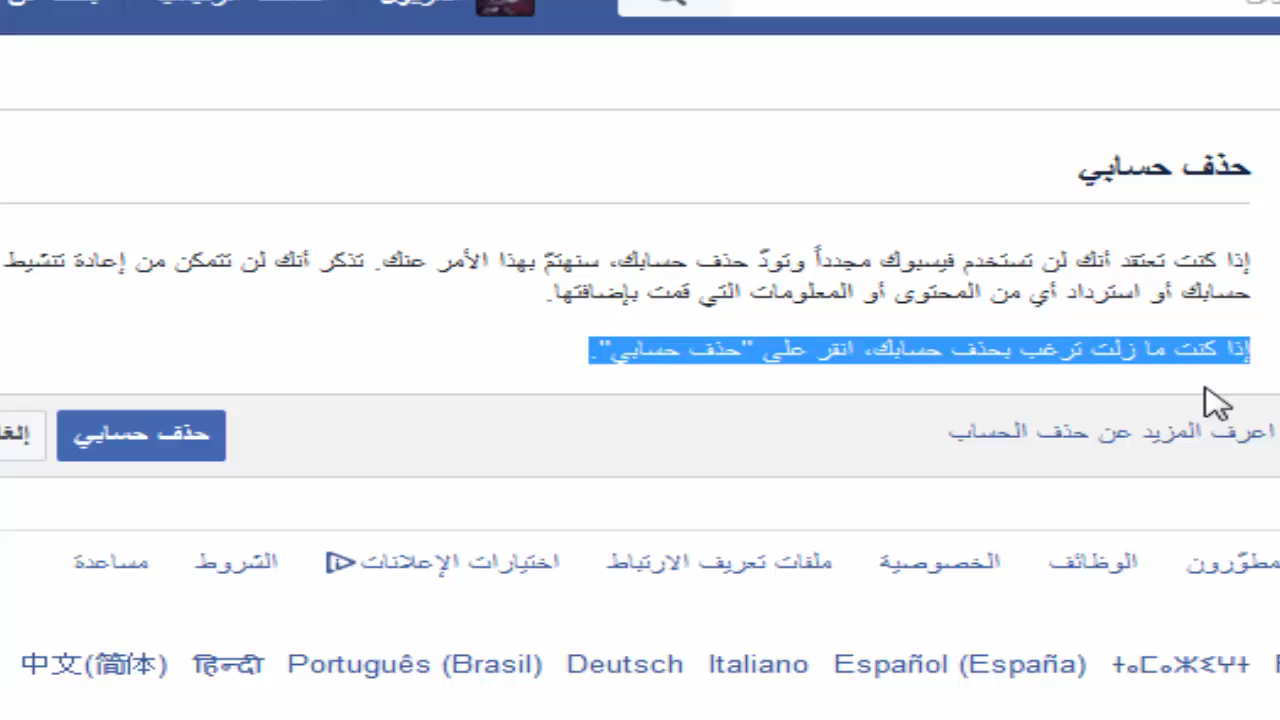 حذف حسابي
إذا كنت تعتقد أنك لن تستخدم فيسبوك مجدداً وتودّ حذف حسابك، سنهتمّ بهذا الأمر عنك. تذكر أنك لن تتمكن من إعادة تنشيط
حسابك أو استرداد أي من المحتوى أو المعلومات التي قمت بإضافتها.
إذا كنت ما زلت ترغب بحذف حسابك، انقر على "حذف حسابي".
اعرف المزيد عن حذف الحساب حذف حسابي
الوظائف الخصوصية ملفات تعريف الارتباط اختيارات الإعلانات الشروط مساعدة
中文(简体) हिन्दी Português (Brasil) Deutsch Italiano Español (España) ⵜⴰⵎⴰⵣⵉⵖⵜ